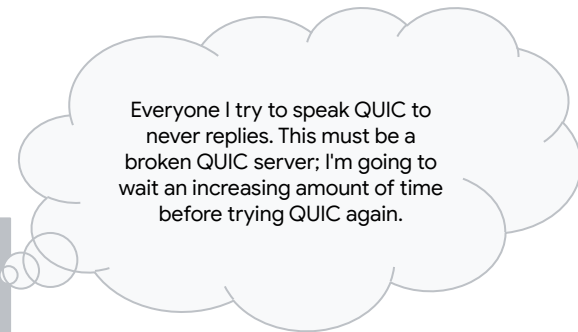 Everyone I try to speak QUIC to
never replies. This must be a
broken QUIC server; I'm going to
wait an increasing amount of time
before trying QUIC again.